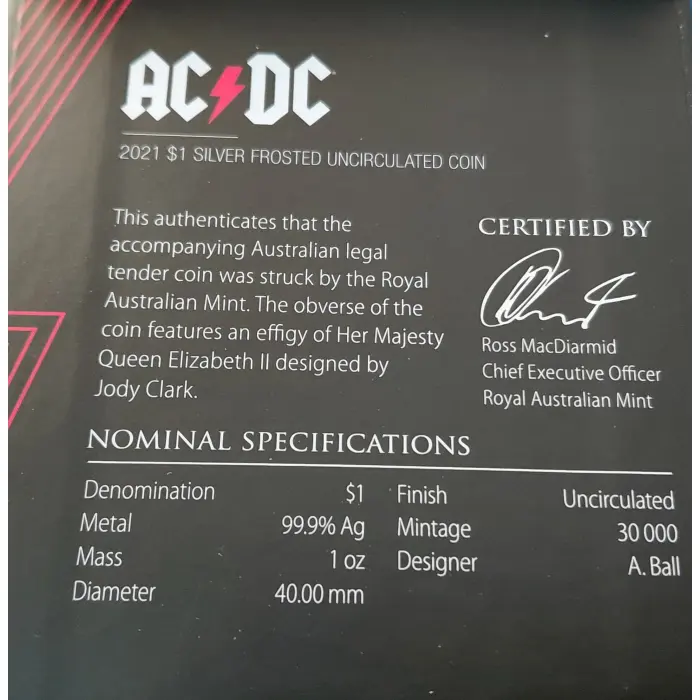 AC⚡DC
2021 $1 SILVER FROSTED UNCIRCULATED COIN
This authenticates that the
accompanying Australian legal
tender coin was struck by the Royal
Australian Mint. The obverse of the
coin features an effigy of Her Majesty
Queen Elizabeth II designed by
Jody Clark.
CERTIFIED BY
Ross MacDiarmid
Chief Executive Officer
Royal Australian Mint
NOMINAL SPECIFICATIONS
Denomination $1 Finish Uncirculated
Metal 99.9% Ag Mintage 30 000
Mass 1 oz Designer A. Ball
Diameter 40.00 mm